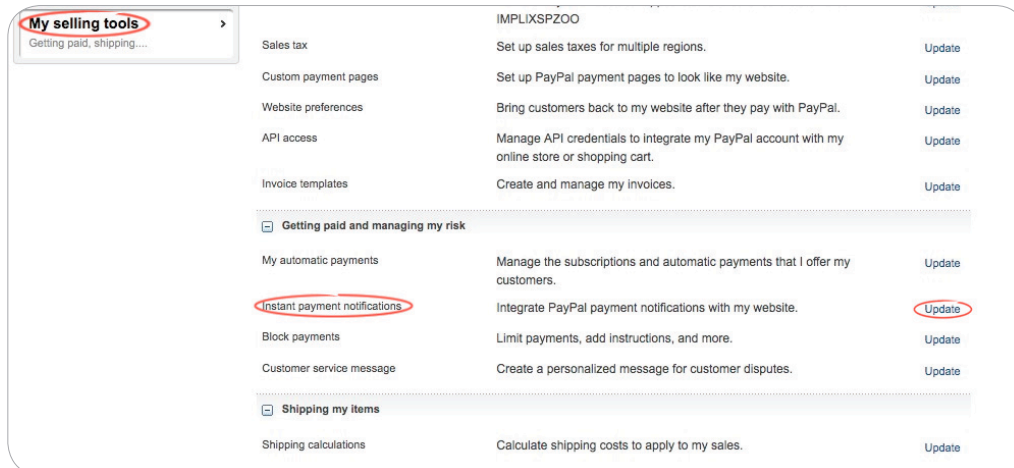 My selling tools >
Getting paid, shipping....
IMPLIXSPZOO
Sales tax Set up sales taxes for multiple regions. Update
Custom payment pages Set up PayPal payment pages to look like my website. Update
Website preferences Bring customers back to my website after they pay with PayPal. Update
API access Manage API credentials to integrate my PayPal account with my Update
online store or shopping cart.
Invoice templates Create and manage my invoices. Update
Getting paid and managing my risk
My automatic payments Manage the subscriptions and automatic payments that I offer my Update
customers.
Instant payment notifications Integrate PayPal payment notifications with my website. Update
Block payments Limit payments, add instructions, and more. Update
Customer service message Create a personalized message for customer disputes. Update
Shipping my items
Shipping calculations Calculate shipping costs to apply to my sales. Update